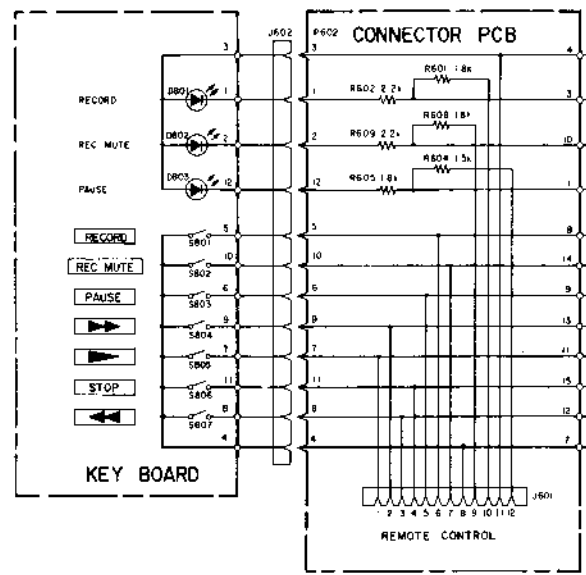 J602 P602 CONNECTOR PCB
3 3 4
R601 1.8k
RECORD D801 1 1 R602 2.2k 3
R608 1.8k
REC MUTE D802 2 2 R609 2.2k 10
R604 1.5k
PAUSE D803 12 12 R605 1.8k 1
RECORD S801 5 5 8
REC MUTE S802 10 10 14
PAUSE S803 6 6 9
S804 9 9 13
S805 7 7 11
STOP S806 11 11 15
S807 8 8 12
4 4 7
KEY BOARD
J601
1 2 3 4 5 6 7 8 9 10 11 12
REMOTE CONTROL